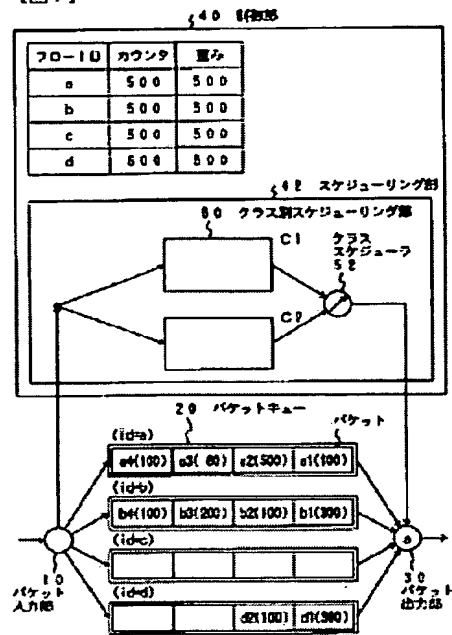 40 制御部
フローID カウンタ 重み
a 500 500
b 500 500
c 500 500
d 500 500
42 スケジューリング部
60 クラス別スケジューリング部
C1
クラス
スケジューラ
52
C2
20 パケットキュー
パケット
(id=a)
a4(100) a3( 80) a2(500) a1(100)
(id=b)
b4(100) b3(200) b2(100) b1(300)
(id=c)
(id=d)
d2(100) d1(300)
a
10
パケット
入力部
30
パケット
出力部